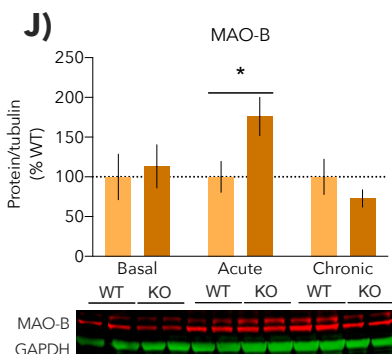 J)
MAO-B
Protein/tubulin
(% WT)
250
200
150
100
50
0
*
Basal Acute Chronic
WT KO WT KO WT KO
MAO-B
GAPDH